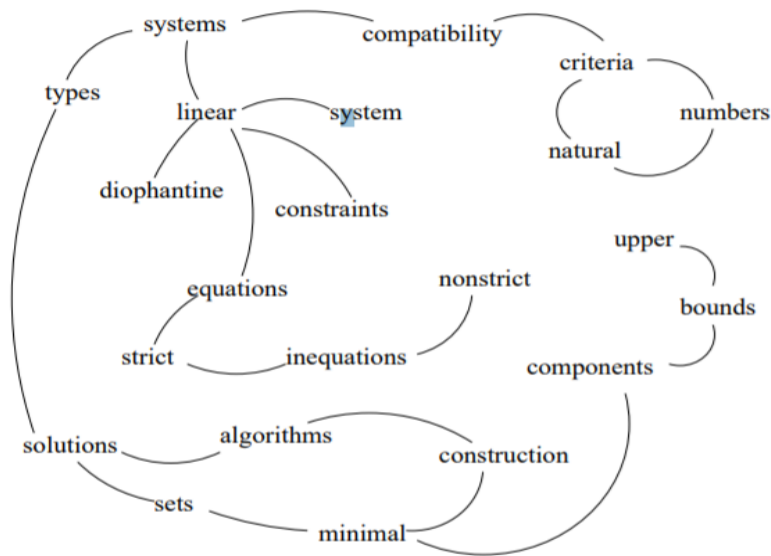 systems
compatibility
criteria
types
linear
system
numbers
natural
diophantine
constraints
upper
equations
nonstrict
bounds
strict
inequations
components
solutions
algorithms
construction
sets
minimal